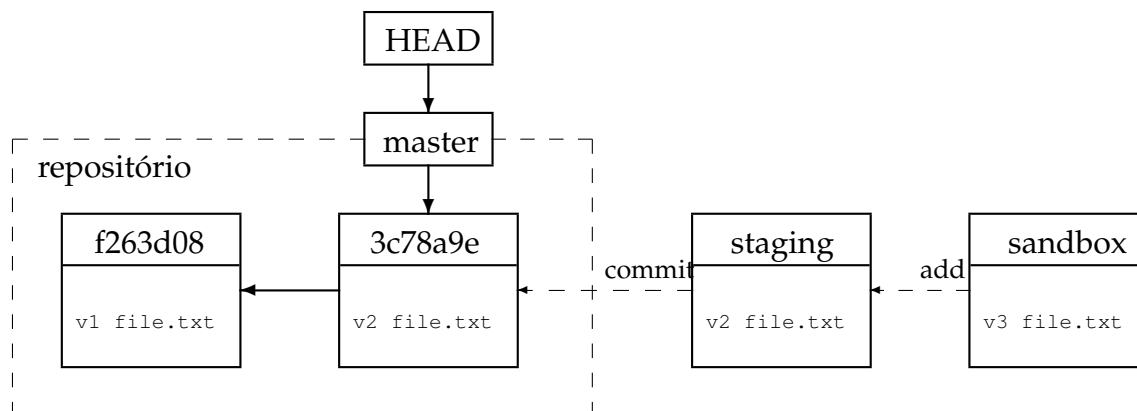 HEAD
master
repositório
f263d08
3c78a9e
staging
sandbox
commit
add
v1 file.txt
v2 file.txt
v2 file.txt
v3 file.txt